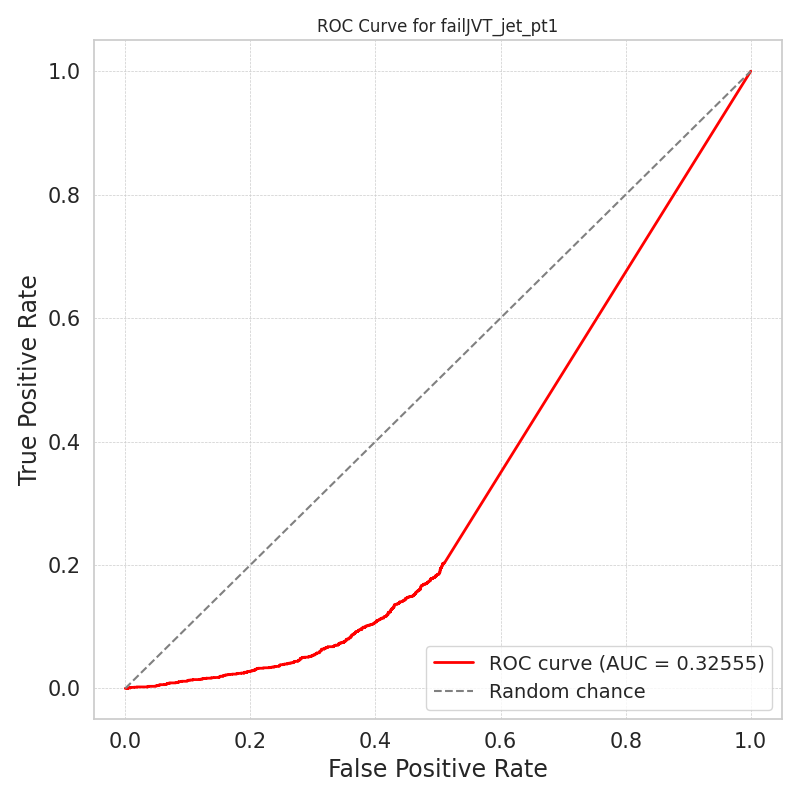 ROC Curve for failJVT_jet_pt1
True Positive Rate
1.0
0.8
0.6
0.4
0.2
0.0
ROC curve (AUC = 0.32555)
Random chance
0.0 0.2 0.4 0.6 0.8 1.0
False Positive Rate